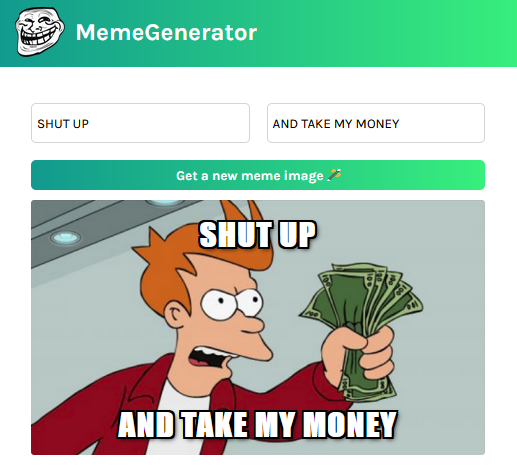 MemeGenerator
SHUT UP
AND TAKE MY MONEY
Get a new meme image
SHUT UP
AND TAKE MY MONEY